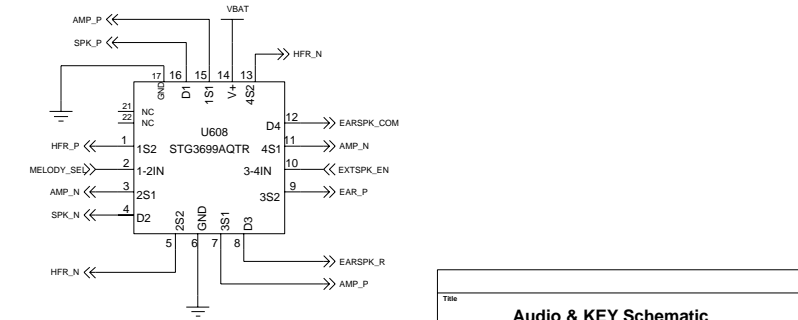 VBAT
AMP_P
SPK_P
HFR_N
17 16 15 14 13
GND D1 1S1 V+ 4S2
21 NC
22 NC
U608
STG3699AQTR
D4 12 EARSPK_COM
HFR_P 1 1S2
4S1 11 AMP_N
MELODY_SEL 2 1-2IN
3-4IN 10 EXTSPK_EN
AMP_N 3 2S1
3S2 9 EAR_P
SPK_N 4 D2
2S2 GND 3S1 D3
5 6 7 8
EARSPK_R
HFR_N
AMP_P
Title
Audio & KEY Schematic